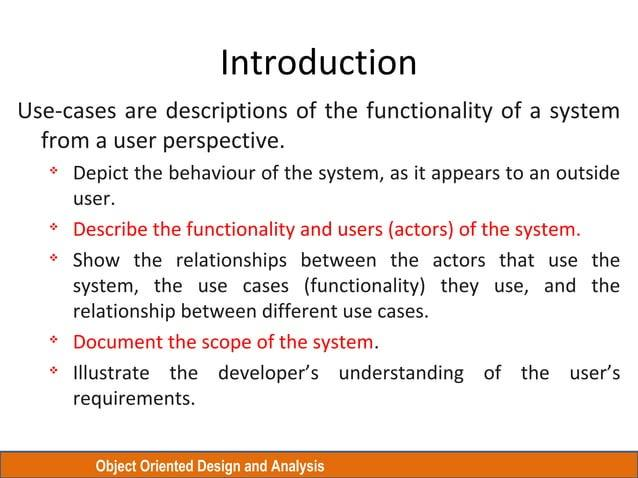 Introduction
Use-cases are descriptions of the functionality of a system
from a user perspective.
Depict the behaviour of the system, as it appears to an outside
user.
Describe the functionality and users (actors) of the system.
Show the relationships between the actors that use the
system, the use cases (functionality) they use, and the
relationship between different use cases.
Document the scope of the system.
Illustrate the developer’s understanding of the user’s
requirements.
Object Oriented Design and Analysis